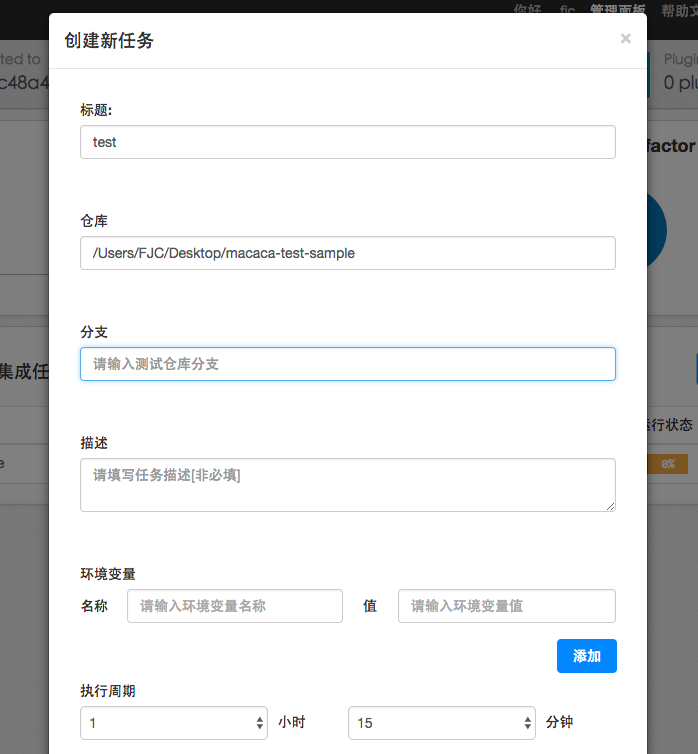 你好, fjc 管理面板 帮助文
创建新任务 ×
ted to
Plugin
c48a4
0 plu
标题:
test
factor
仓库
/Users/FJC/Desktop/macaca-test-sample
分支
请输入测试仓库分支
集成任
运行状态
描述
请填写任务描述[非必填]
e
0%
环境变量
名称 请输入环境变量名称 值 请输入环境变量值
添加
执行周期
1 小时 15 分钟